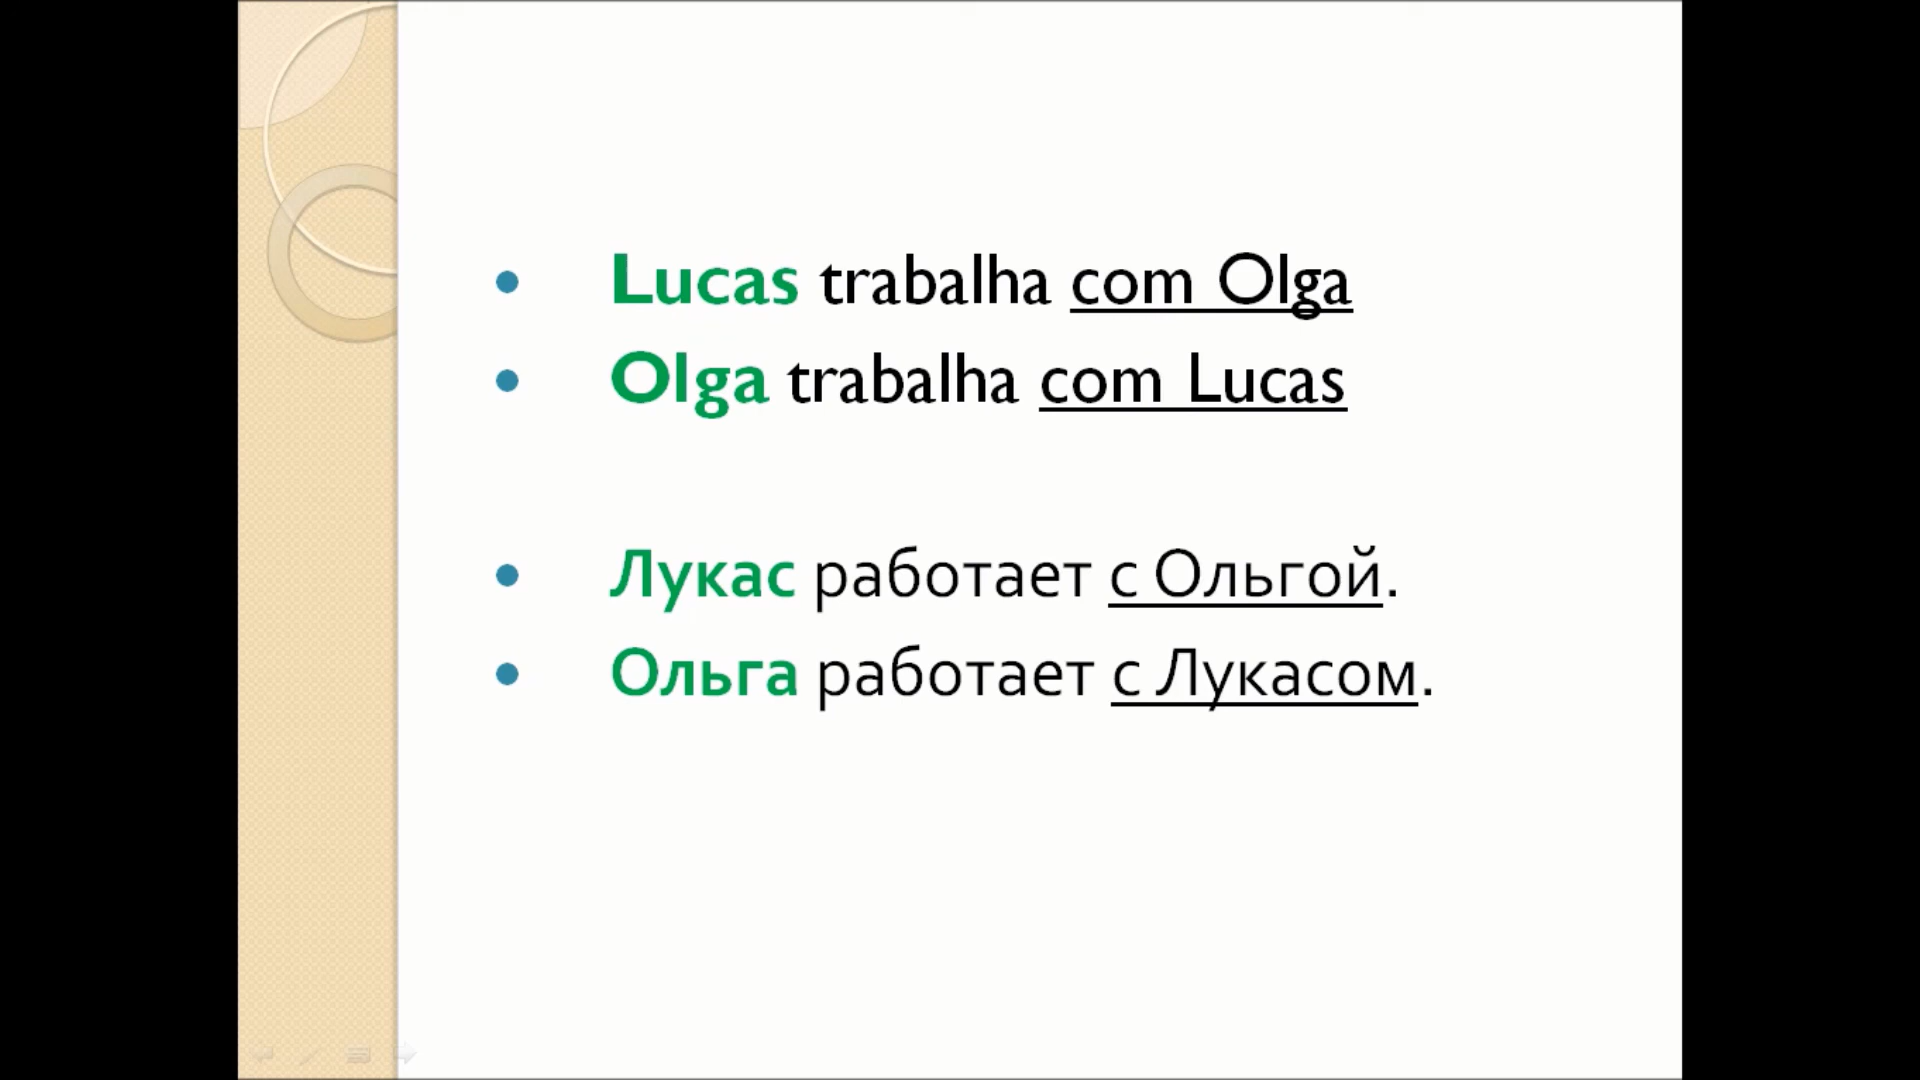 Lucas trabalha com Olga
Olga trabalha com Lucas
Лукас работает с Ольгой.
Ольга работает с Лукасом.